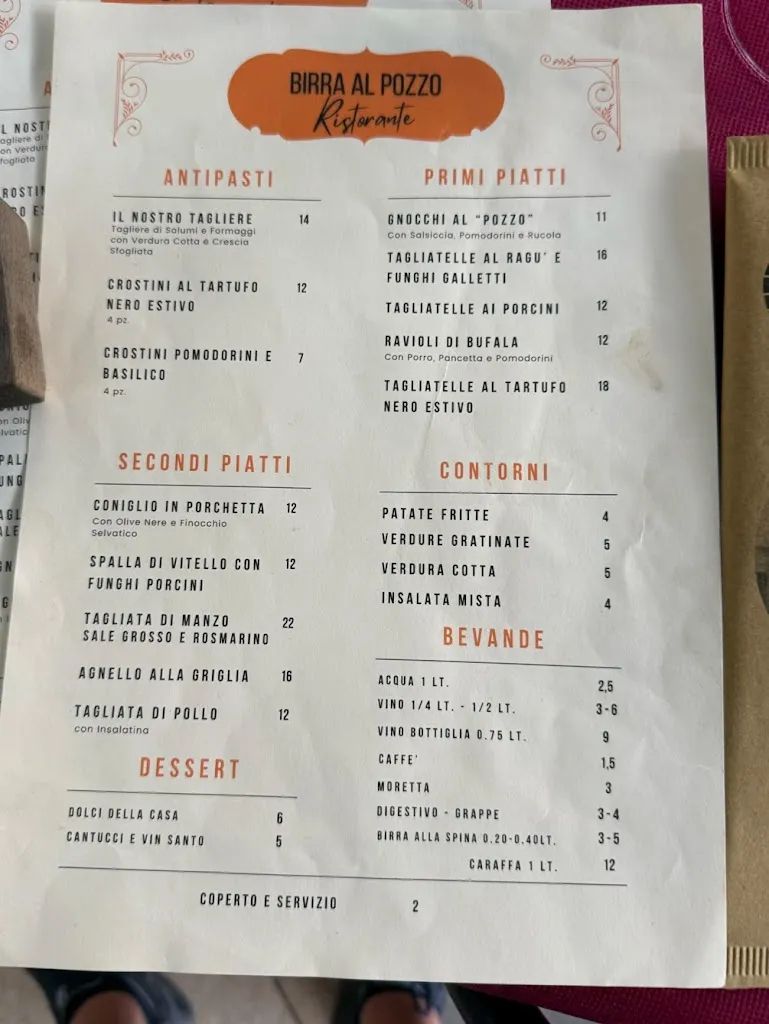 BIRRA AL POZZO
Ristorante
ANTIPASTI
IL NOSTRO TAGLIERE 14
Tagliere di Salumi e Formaggi
con Verdura Cotta e Crescia
Sfogliata
CROSTINI AL TARTUFO 12
NERO ESTIVO
4 pz.
CROSTINI POMODORINI E 7
BASILICO
4 pz.
PRIMI PIATTI
GNOCCHI AL "POZZO" 11
Con Salsiccia, Pomodorini e Rucola
TAGLIATELLE AL RAGU' E 16
FUNGHI GALLETTI
TAGLIATELLE AI PORCINI 12
RAVIOLI DI BUFALA 12
Con Porro, Pancetta e Pomodorini
TAGLIATELLE AL TARTUFO 18
NERO ESTIVO
SECONDI PIATTI
CONIGLIO IN PORCHETTA 12
Con Olive Nere e Finocchio
Selvatico
SPALLA DI VITELLO CON 12
FUNGHI PORCINI
TAGLIATA DI MANZO 22
SALE GROSSO E ROSMARINO
AGNELLO ALLA GRIGLIA 16
TAGLIATA DI POLLO 12
con Insalatina
CONTORNI
PATATE FRITTE 4
VERDURE GRATINATE 5
VERDURA COTTA 5
INSALATA MISTA 4
DESSERT
DOLCI DELLA CASA 6
CANTUCCI E VIN SANTO 5
BEVANDE
ACQUA 1 LT. 2,5
VINO 1/4 LT. - 1/2 LT. 3-6
VINO BOTTIGLIA 0.75 LT. 9
CAFFE' 1,5
MORETTA 3
DIGESTIVO - GRAPPE 3-4
BIRRA ALLA SPINA 0.20-0.40LT. 3-5
CARAFFA 1 LT. 12
COPERTO E SERVIZIO 2